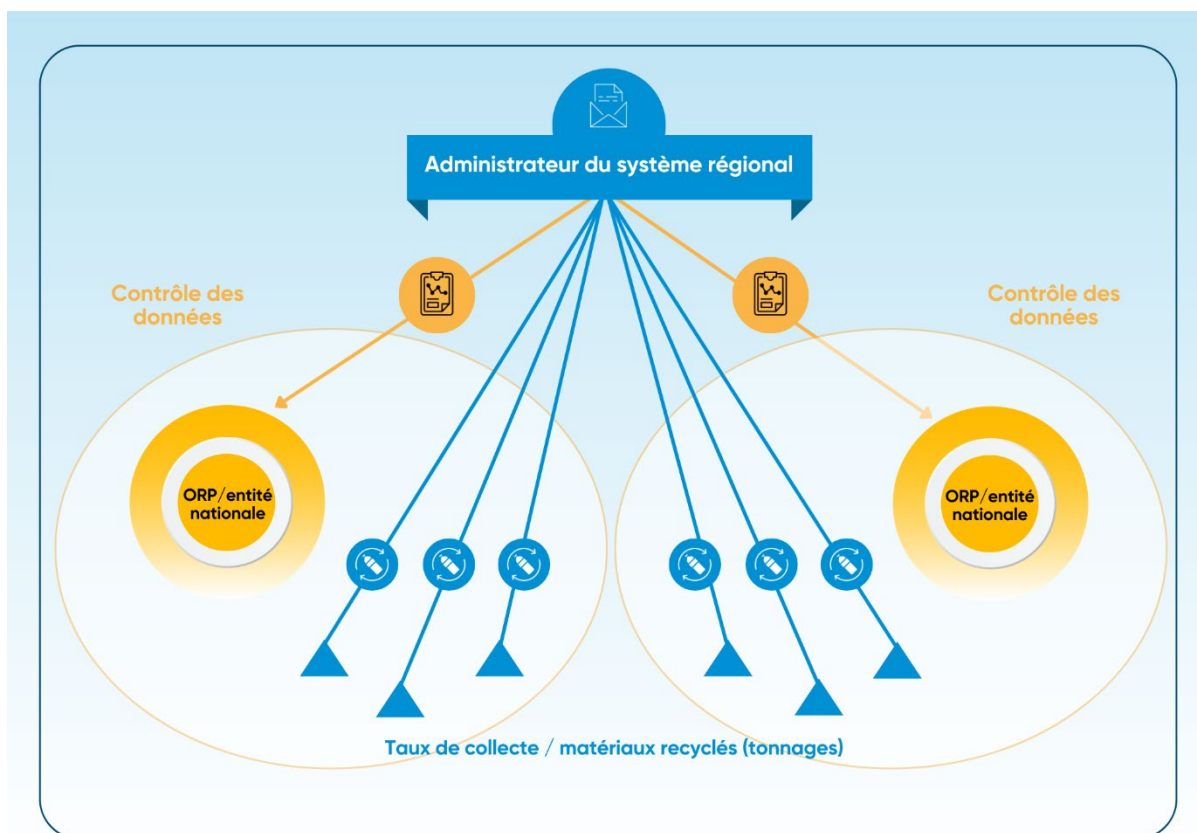 Administrateur du système régional
Contrôle des
données
Contrôle des
données
ORP/entité
nationale
ORP/entité
nationale
Taux de collecte / matériaux recyclés (tonnages)